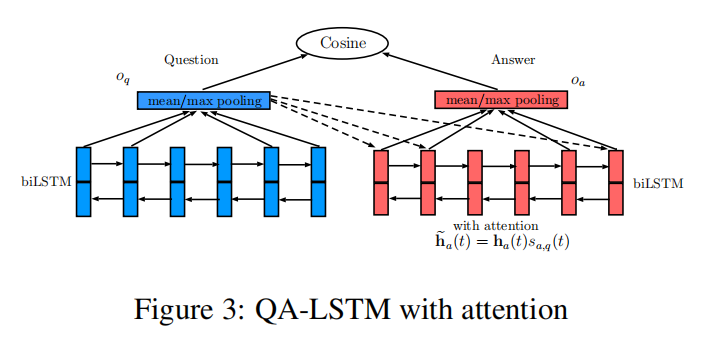 Cosine
Question
Answer
o_q
o_a
mean/max pooling
mean/max pooling
biLSTM
biLSTM
with attention
h̃_a(t) = h_a(t)s_{a,q}(t)
Figure 3: QA-LSTM with attention